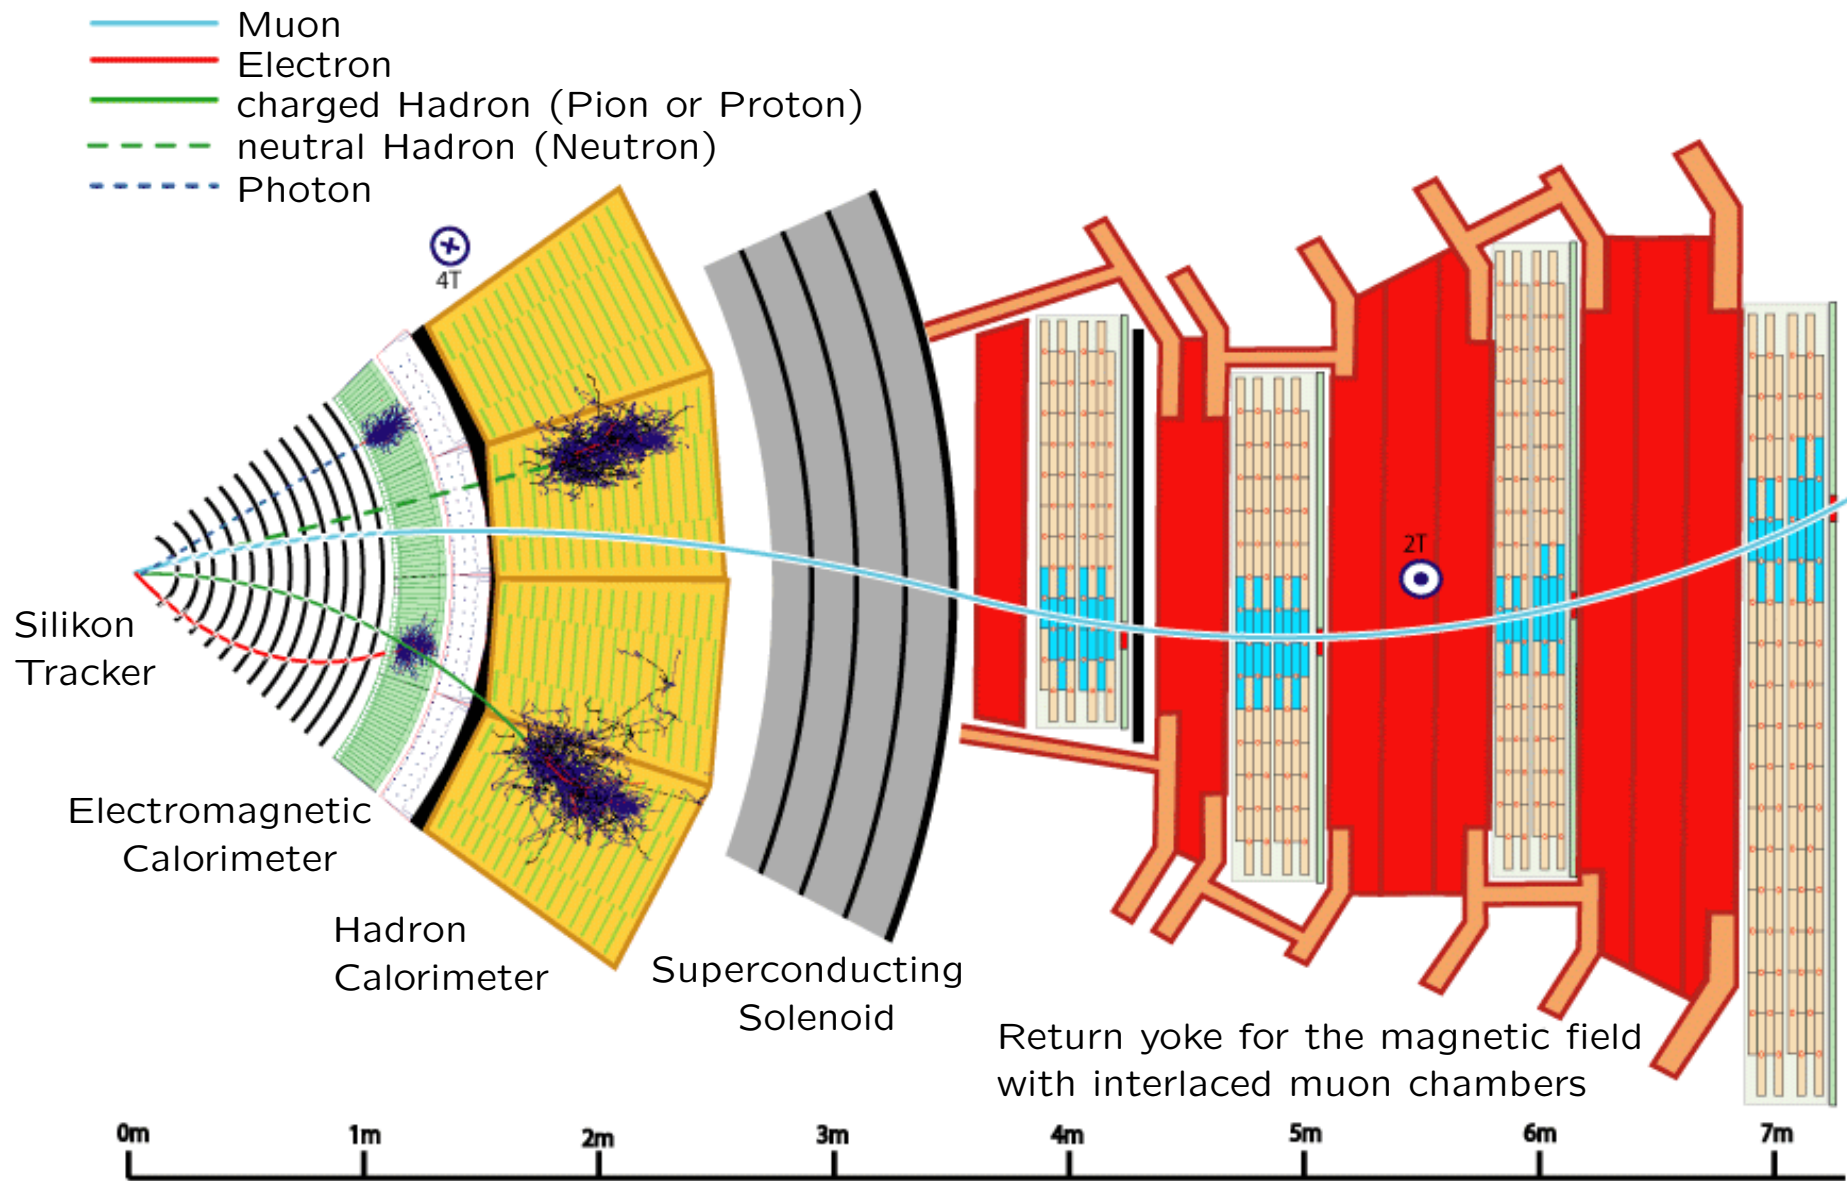 Muon
Electron
charged Hadron (Pion or Proton)
neutral Hadron (Neutron)
Photon
4T
2T
Silikon
Tracker
Electromagnetic
Calorimeter
Hadron
Calorimeter
Superconducting
Solenoid
Return yoke for the magnetic field
with interlaced muon chambers
0m 1m 2m 3m 4m 5m 6m 7m